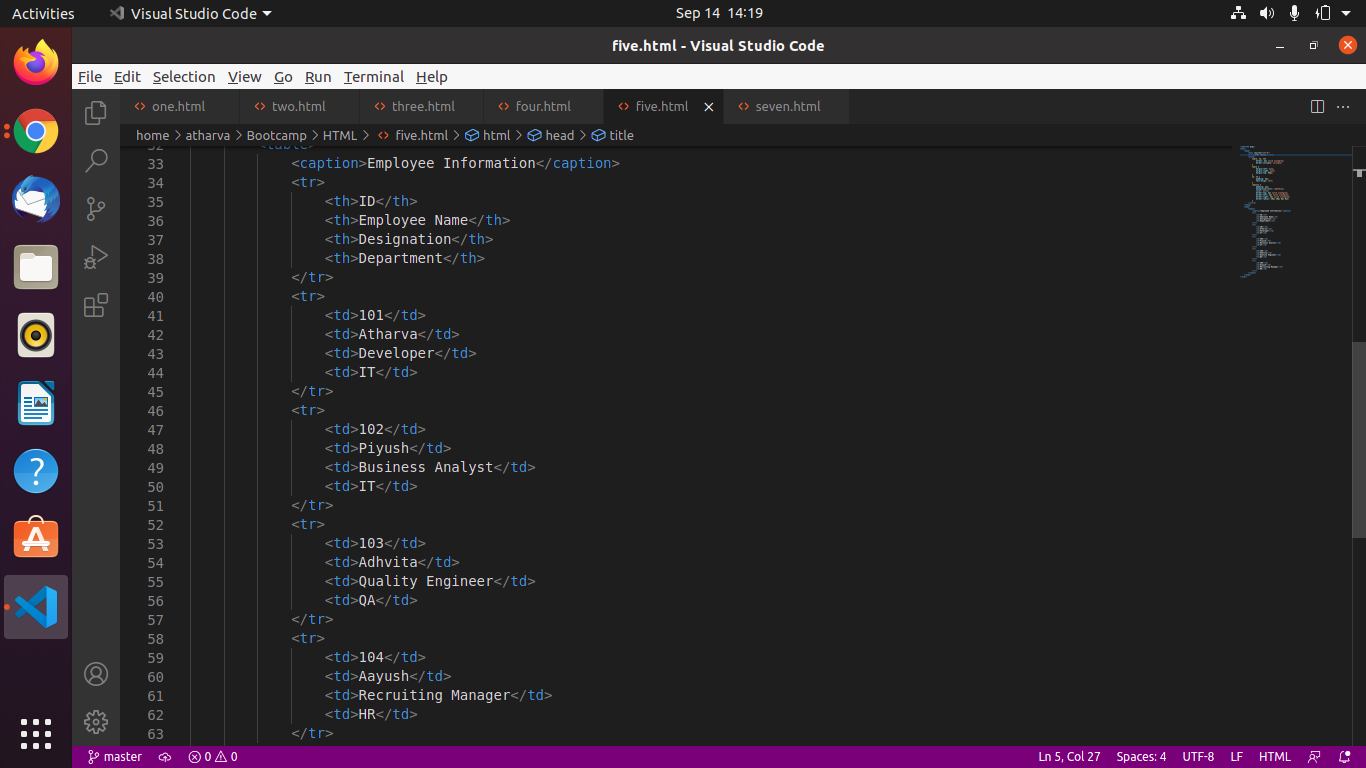 Activities Visual Studio Code Sep 14 14:19
five.html - Visual Studio Code
File Edit Selection View Go Run Terminal Help
one.html two.html three.html four.html five.html seven.html
home atharva Bootcamp HTML five.html html head title
32 <table>
33 <caption>Employee Information</caption>
34 <tr>
35 <th>ID</th>
36 <th>Employee Name</th>
37 <th>Designation</th>
38 <th>Department</th>
39 </tr>
40 <tr>
41 <td>101</td>
42 <td>Atharva</td>
43 <td>Developer</td>
44 <td>IT</td>
45 </tr>
46 <tr>
47 <td>102</td>
48 <td>Piyush</td>
49 <td>Business Analyst</td>
50 <td>IT</td>
51 </tr>
52 <tr>
53 <td>103</td>
54 <td>Adhvita</td>
55 <td>Quality Engineer</td>
56 <td>QA</td>
57 </tr>
58 <tr>
59 <td>104</td>
60 <td>Aayush</td>
61 <td>Recruiting Manager</td>
62 <td>HR</td>
63 </tr>
master 0 0 Ln 5, Col 27 Spaces: 4 UTF-8 LF HTML